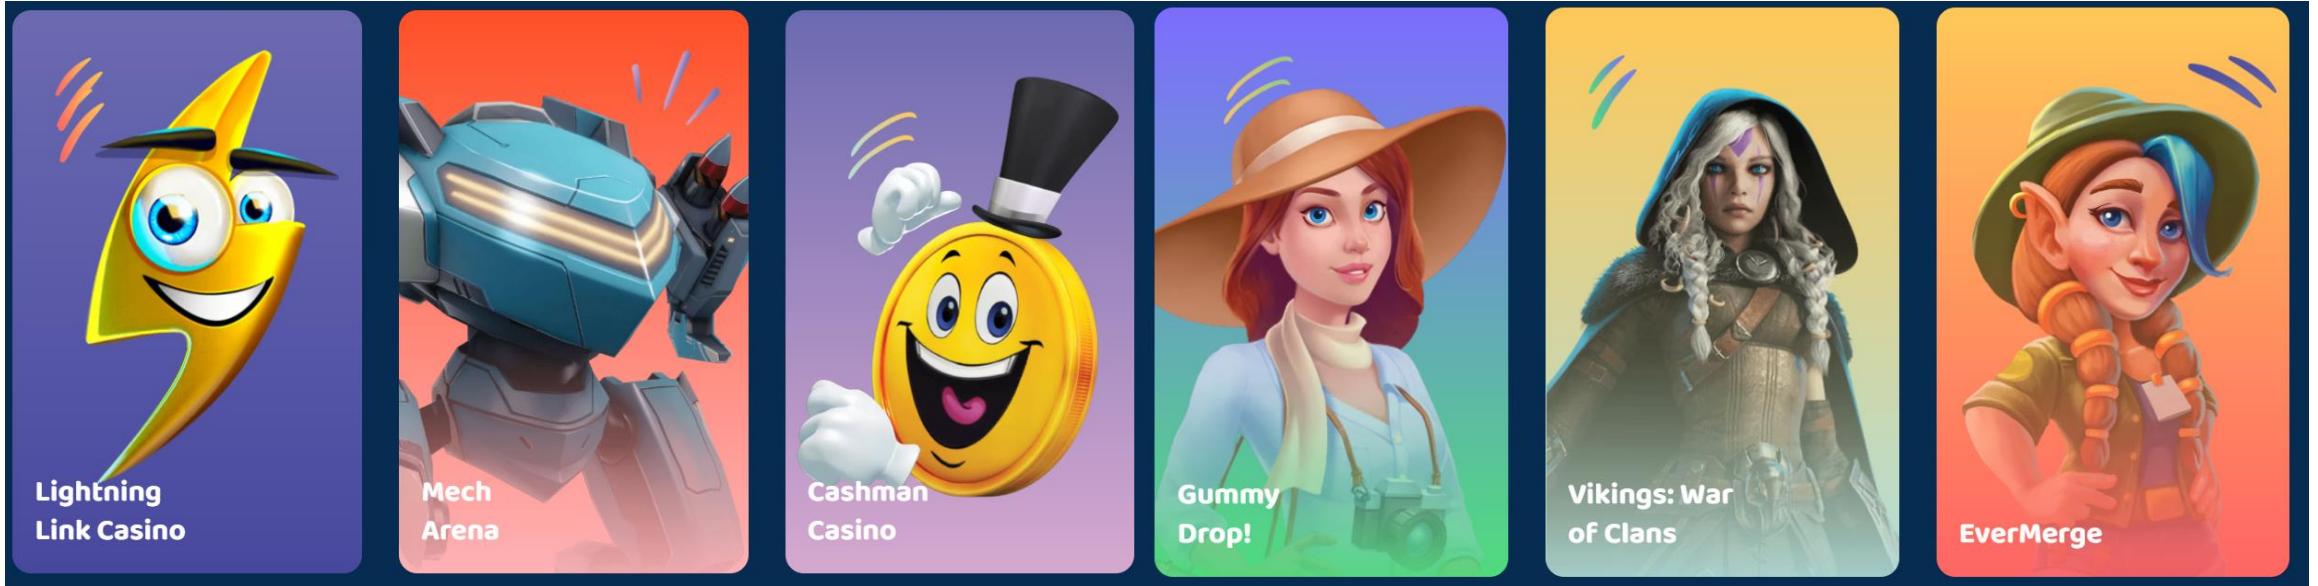 Lightning
Link Casino
Mech
Arena
Cashman
Casino
Gummy
Drop!
Vikings: War
of Clans
EverMerge